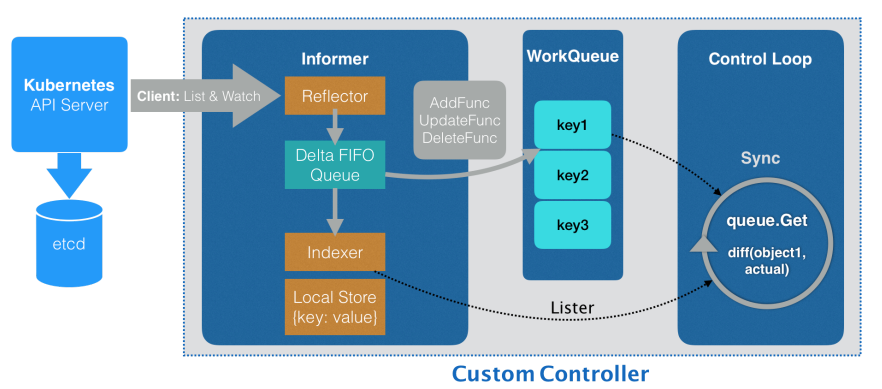 Kubernetes
API Server
etcd
Client: List & Watch
Informer
Reflector
Delta FIFO
Queue
Indexer
Local Store
{key: value}
AddFunc
UpdateFunc
DeleteFunc
WorkQueue
key1
key2
key3
Lister
Control Loop
Sync
queue.Get
diff(object1,
actual)
Custom Controller